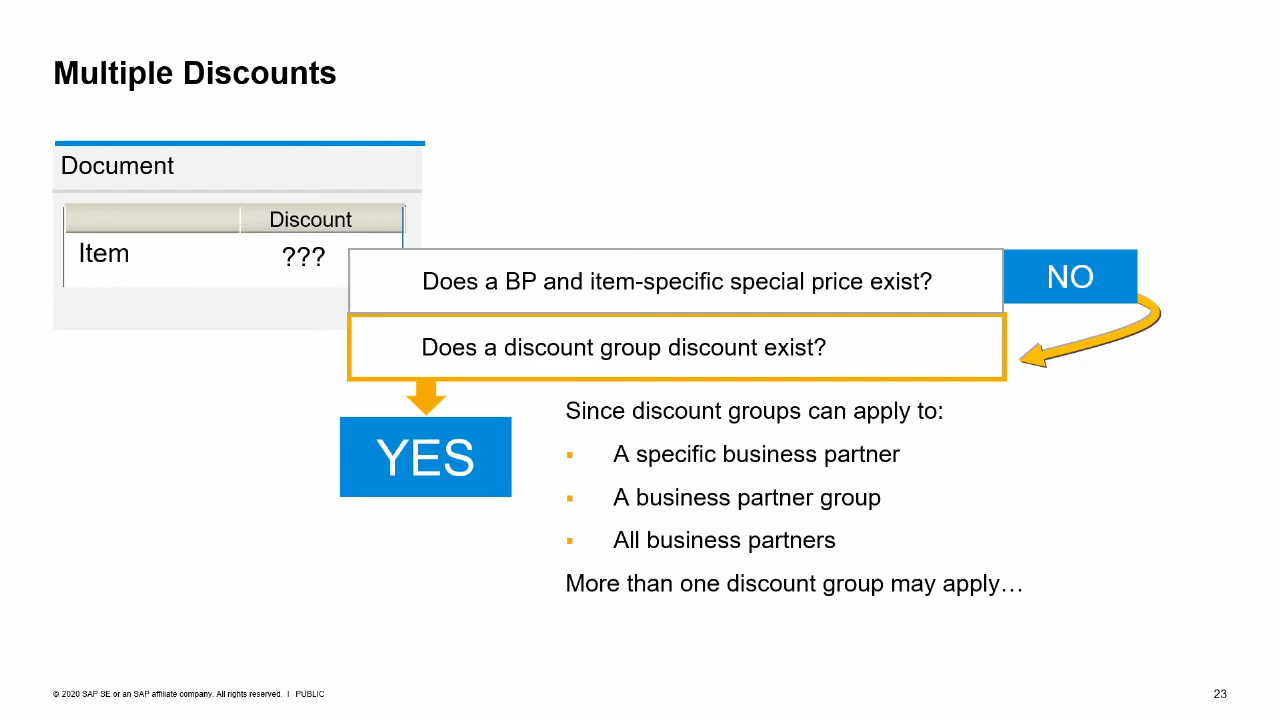 Multiple Discounts
Document
Discount
Item
???
Does a BP and item-specific special price exist?
NO
Does a discount group discount exist?
YES
Since discount groups can apply to:
▪ A specific business partner
▪ A business partner group
▪ All business partners
More than one discount group may apply…
© 2020 SAP SE or an SAP affiliate company. All rights reserved. ǀ PUBLIC
23